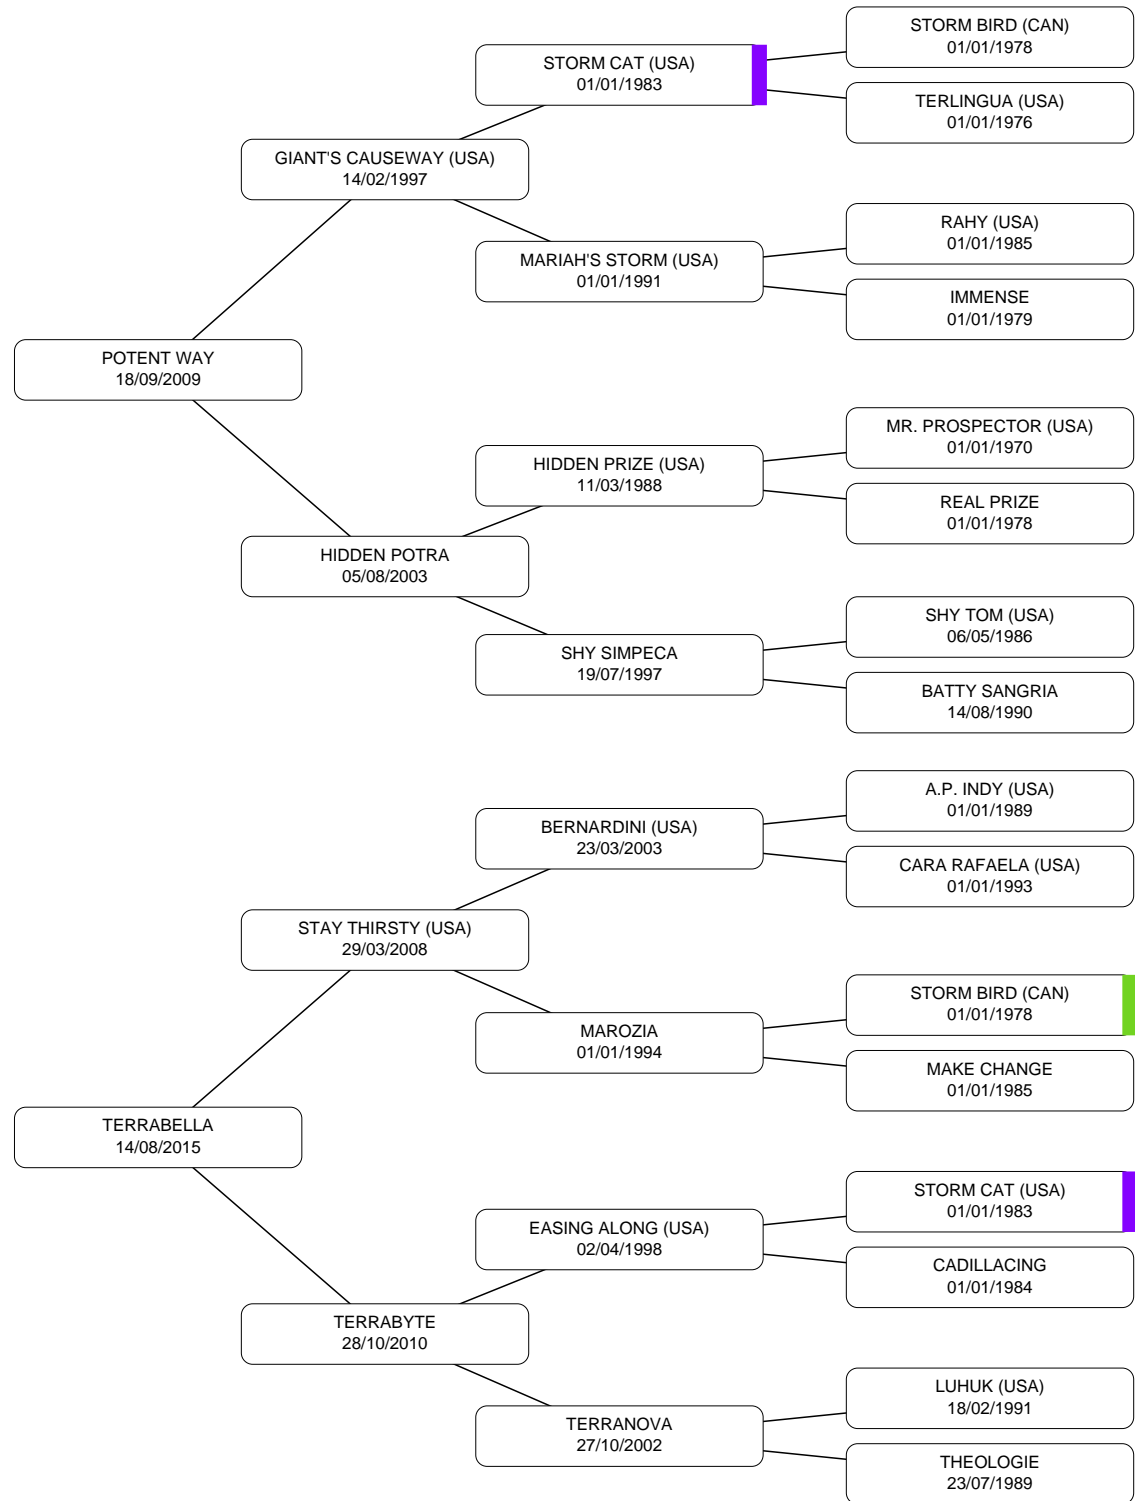 STORM BIRD (CAN)
01/01/1978
STORM CAT (USA)
01/01/1983
TERLINGUA (USA)
01/01/1976
GIANT'S CAUSEWAY (USA)
14/02/1997
RAHY (USA)
01/01/1985
MARIAH'S STORM (USA)
01/01/1991
IMMENSE
01/01/1979
POTENT WAY
18/09/2009
MR. PROSPECTOR (USA)
01/01/1970
HIDDEN PRIZE (USA)
11/03/1988
REAL PRIZE
01/01/1978
HIDDEN POTRA
05/08/2003
SHY TOM (USA)
06/05/1986
SHY SIMPECA
19/07/1997
BATTY SANGRIA
14/08/1990
A.P. INDY (USA)
01/01/1989
BERNARDINI (USA)
23/03/2003
CARA RAFAELA (USA)
01/01/1993
STAY THIRSTY (USA)
29/03/2008
STORM BIRD (CAN)
01/01/1978
MAROZIA
01/01/1994
MAKE CHANGE
01/01/1985
TERRABELLA
14/08/2015
STORM CAT (USA)
01/01/1983
EASING ALONG (USA)
02/04/1998
CADILLACING
01/01/1984
TERRABYTE
28/10/2010
LUHUK (USA)
18/02/1991
TERRANOVA
27/10/2002
THEOLOGIE
23/07/1989